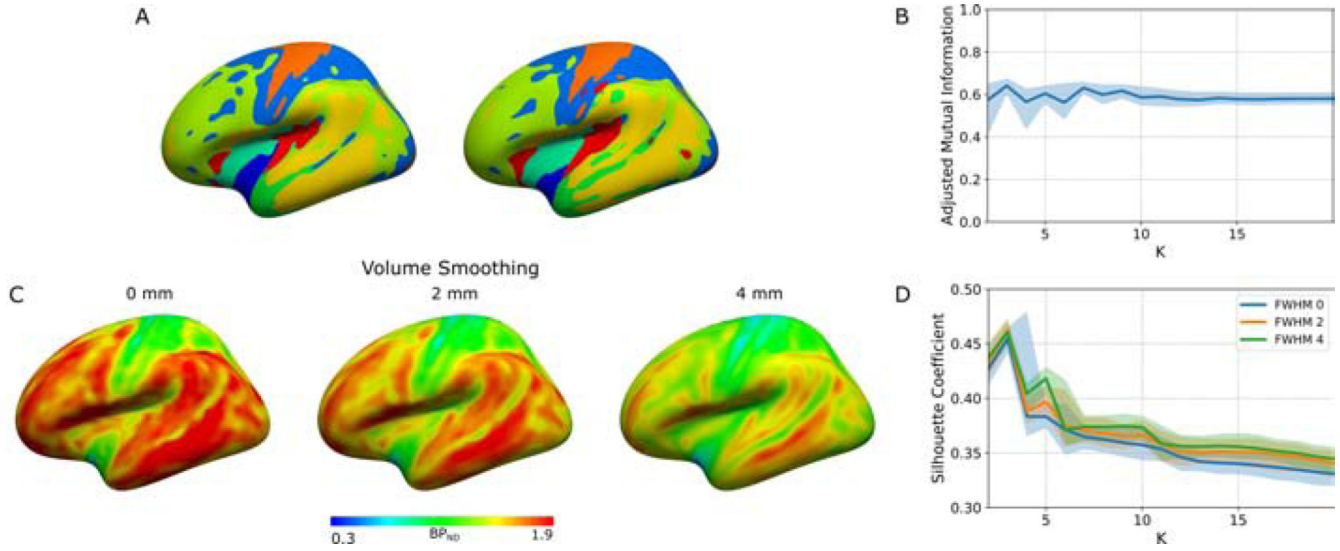 A
B
Adjusted Mutual Information
1.0
0.8
0.6
0.4
0.2
0.0
5 10 15
K
Volume Smoothing
C
0 mm 2 mm 4 mm
0.3 BP_ND 1.9
D
Silhouette Coefficient
0.50
0.45
0.40
0.35
0.30
FWHM 0
FWHM 2
FWHM 4
5 10 15
K